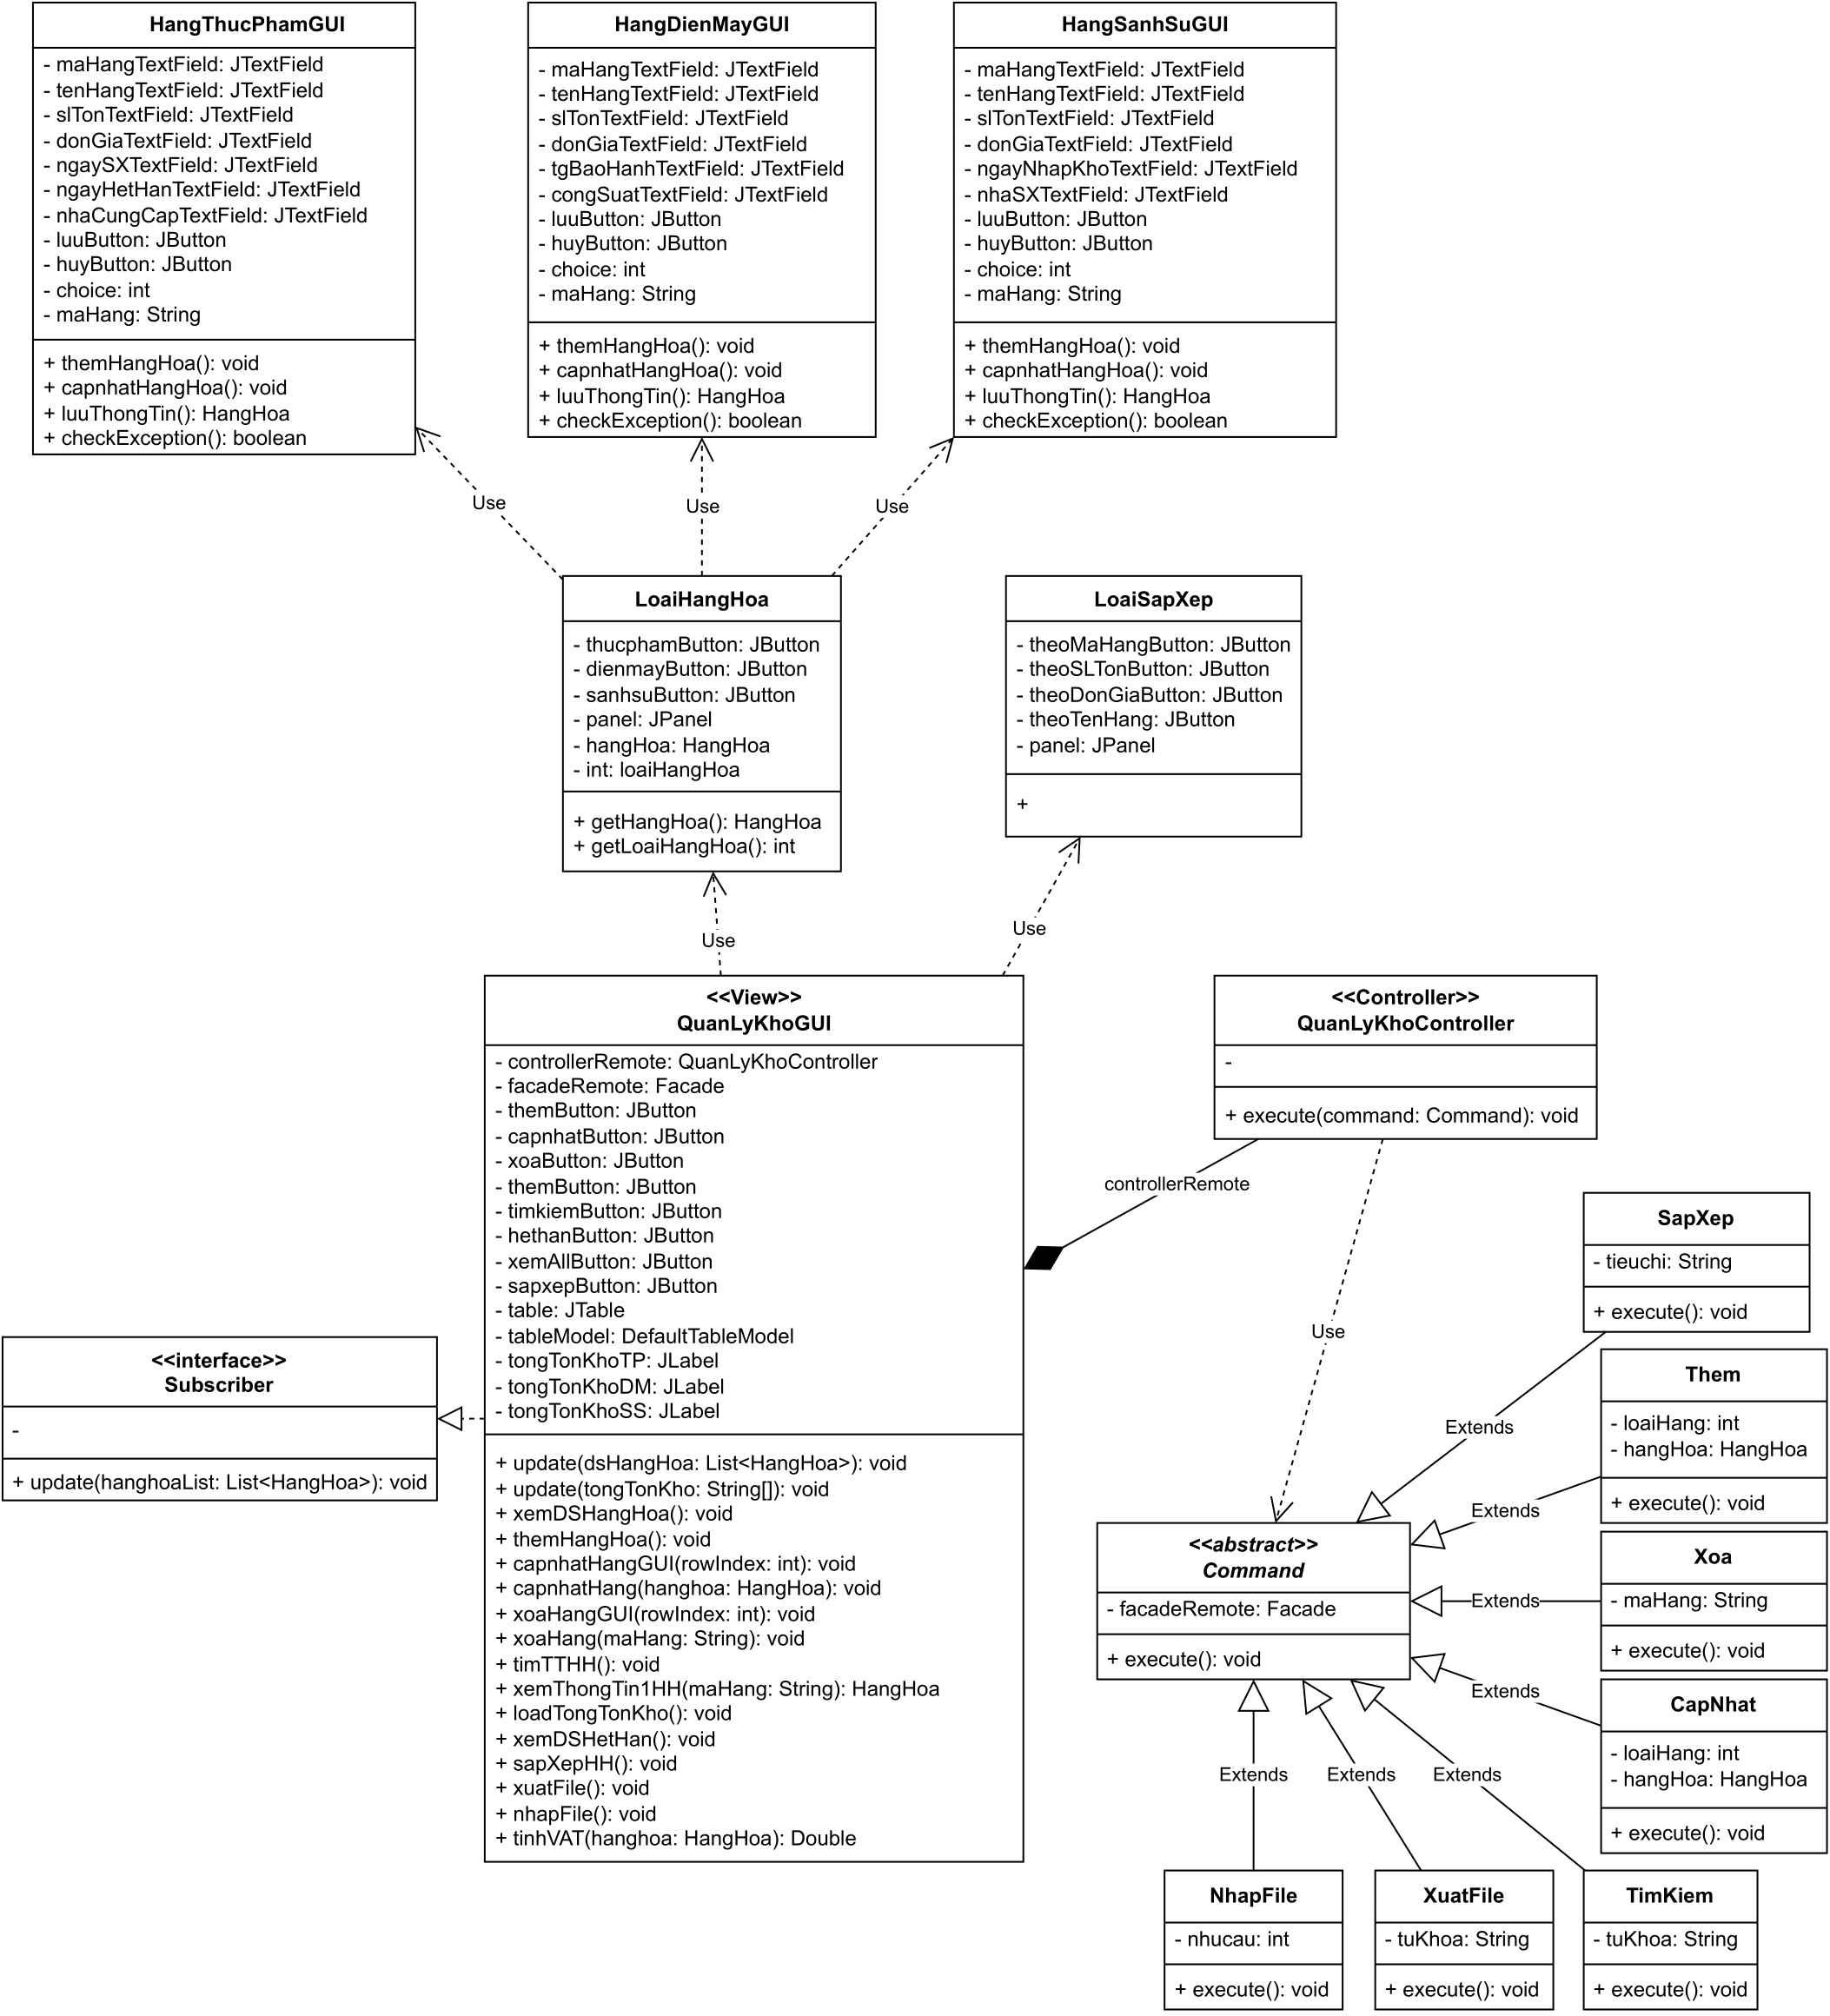 HangThucPhamGUI
- maHangTextField: JTextField
- tenHangTextField: JTextField
- slTonTextField: JTextField
- donGiaTextField: JTextField
- ngaySXTextField: JTextField
- ngayHetHanTextField: JTextField
- nhaCungCapTextField: JTextField
- luuButton: JButton
- huyButton: JButton
- choice: int
- maHang: String
+ themHangHoa(): void
+ capnhatHangHoa(): void
+ luuThongTin(): HangHoa
+ checkException(): boolean
HangDienMayGUI
- maHangTextField: JTextField
- tenHangTextField: JTextField
- slTonTextField: JTextField
- donGiaTextField: JTextField
- tgBaoHanhTextField: JTextField
- congSuatTextField: JTextField
- luuButton: JButton
- huyButton: JButton
- choice: int
- maHang: String
+ themHangHoa(): void
+ capnhatHangHoa(): void
+ luuThongTin(): HangHoa
+ checkException(): boolean
HangSanhSuGUI
- maHangTextField: JTextField
- tenHangTextField: JTextField
- slTonTextField: JTextField
- donGiaTextField: JTextField
- ngayNhapKhoTextField: JTextField
- nhaSXTextField: JTextField
- luuButton: JButton
- huyButton: JButton
- choice: int
- maHang: String
+ themHangHoa(): void
+ capnhatHangHoa(): void
+ luuThongTin(): HangHoa
+ checkException(): boolean
Use
Use
Use
LoaiHangHoa
- thucphamButton: JButton
- dienmayButton: JButton
- sanhsuButton: JButton
- panel: JPanel
- hangHoa: HangHoa
- int: loaiHangHoa
+ getHangHoa(): HangHoa
+ getLoaiHangHoa(): int
LoaiSapXep
- theoMaHangButton: JButton
- theoSLTonButton: JButton
- theoDonGiaButton: JButton
- theoTenHang: JButton
- panel: JPanel
+
Use
Use
<<View>>
QuanLyKhoGUI
- controllerRemote: QuanLyKhoController
- facadeRemote: Facade
- themButton: JButton
- capnhatButton: JButton
- xoaButton: JButton
- themButton: JButton
- timkiemButton: JButton
- hethanButton: JButton
- xemAllButton: JButton
- sapxepButton: JButton
- table: JTable
- tableModel: DefaultTableModel
- tongTonKhoTP: JLabel
- tongTonKhoDM: JLabel
- tongTonKhoSS: JLabel
+ update(dsHangHoa: List<HangHoa>): void
+ update(tongTonKho: String[]): void
+ xemDSHangHoa(): void
+ themHangHoa(): void
+ capnhatHangGUI(rowIndex: int): void
+ capnhatHang(hanghoa: HangHoa): void
+ xoaHangGUI(rowIndex: int): void
+ xoaHang(maHang: String): void
+ timTTHH(): void
+ xemThongTin1HH(maHang: String): HangHoa
+ loadTongTonKho(): void
+ xemDSHetHan(): void
+ sapXepHH(): void
+ xuatFile(): void
+ nhapFile(): void
+ tinhVAT(hanghoa: HangHoa): Double
<<Controller>>
QuanLyKhoController
-
+ execute(command: Command): void
controllerRemote
Use
<<interface>>
Subscriber
-
+ update(hanghoaList: List<HangHoa>): void
SapXep
- tieuchi: String
+ execute(): void
Extends
Them
- loaiHang: int
- hangHoa: HangHoa
+ execute(): void
Extends
<<abstract>>
Command
- facadeRemote: Facade
+ execute(): void
Xoa
- maHang: String
+ execute(): void
Extends
CapNhat
- loaiHang: int
- hangHoa: HangHoa
+ execute(): void
Extends
Extends
Extends
Extends
NhapFile
- nhucau: int
+ execute(): void
XuatFile
- tuKhoa: String
+ execute(): void
TimKiem
- tuKhoa: String
+ execute(): void